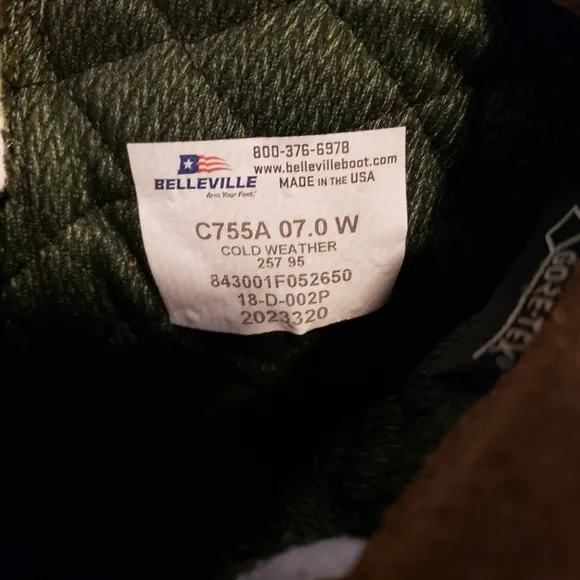 800-376-6978
www.bellevilleboot.com
MADE IN THE USA
BELLEVILLE
Arm Your Feet.®
C755A 07.0 W
COLD WEATHER
257 95
843001F052650
18-D-002P
2023320
GORE-TEX